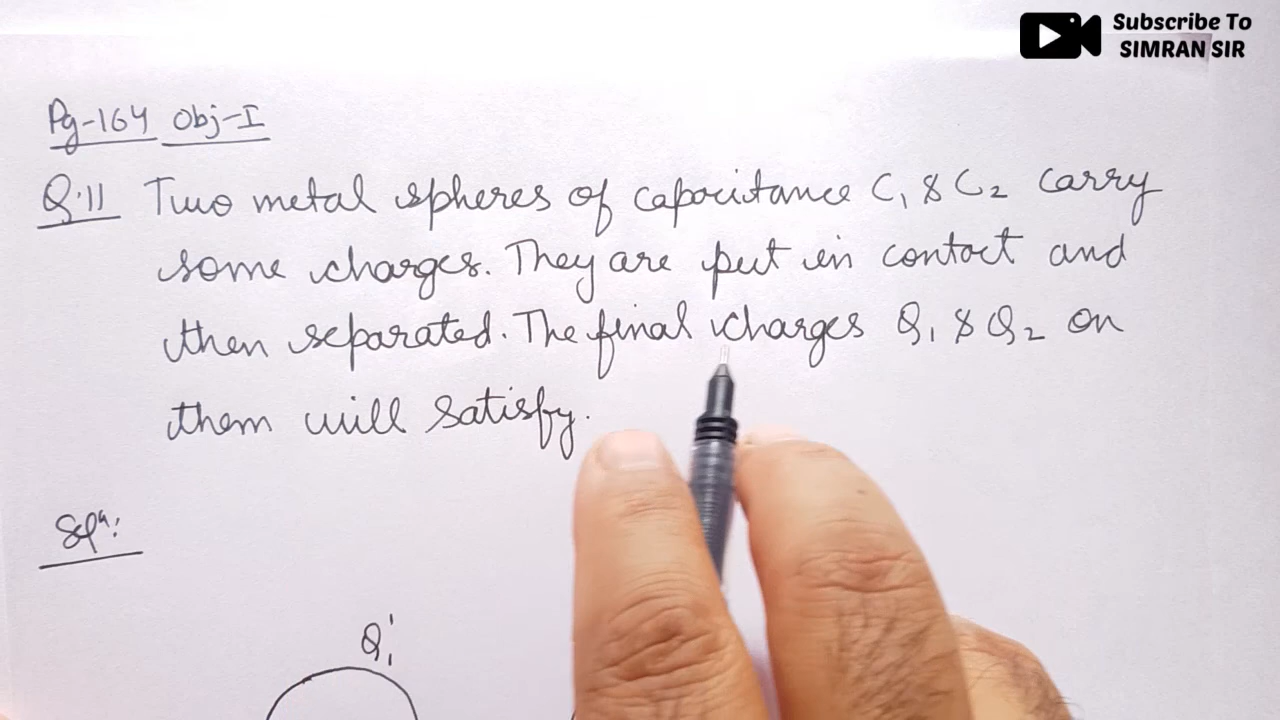 Subscribe To
SIMRAN SIR
Pg-164 Obj-I
Q.11 Two metal spheres of capacitance C₁ & C₂ carry
some charges. They are put in contact and
then separated. The final charges Q₁ & Q₂ on
them will satisfy.
Solⁿ:
Q₁'